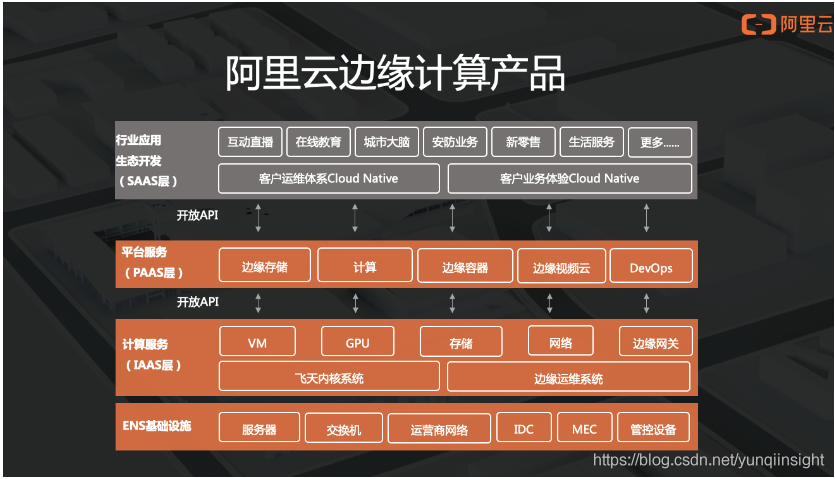 阿里云
阿里云边缘计算产品
行业应用
生态开发
（SAAS层）
互动直播 在线教育 城市大脑 安防业务 新零售 生活服务 更多......
客户运维体系Cloud Native 客户业务体验Cloud Native
开放API
平台服务
（PAAS层）
边缘存储 计算 边缘容器 边缘视频云 DevOps
开放API
计算服务
（IAAS层）
VM GPU 存储 网络 边缘网关
飞天内核系统 边缘运维系统
ENS基础设施 服务器 交换机 运营商网络 IDC MEC 管控设备
https://blog.csdn.net/yunqiinsight